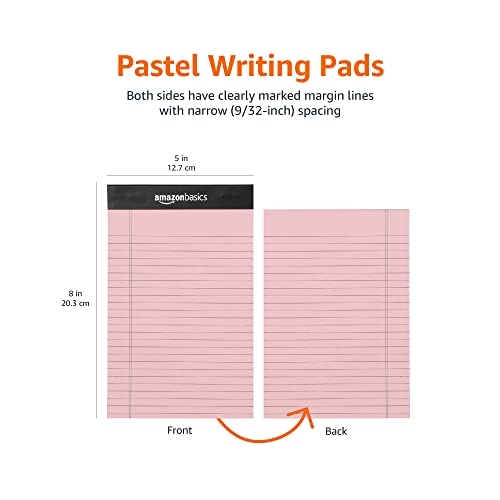 Pastel Writing Pads
Both sides have clearly marked margin lines
with narrow (9/32-inch) spacing
5 in
12.7 cm
amazonbasics
8 in
20.3 cm
Front
Back